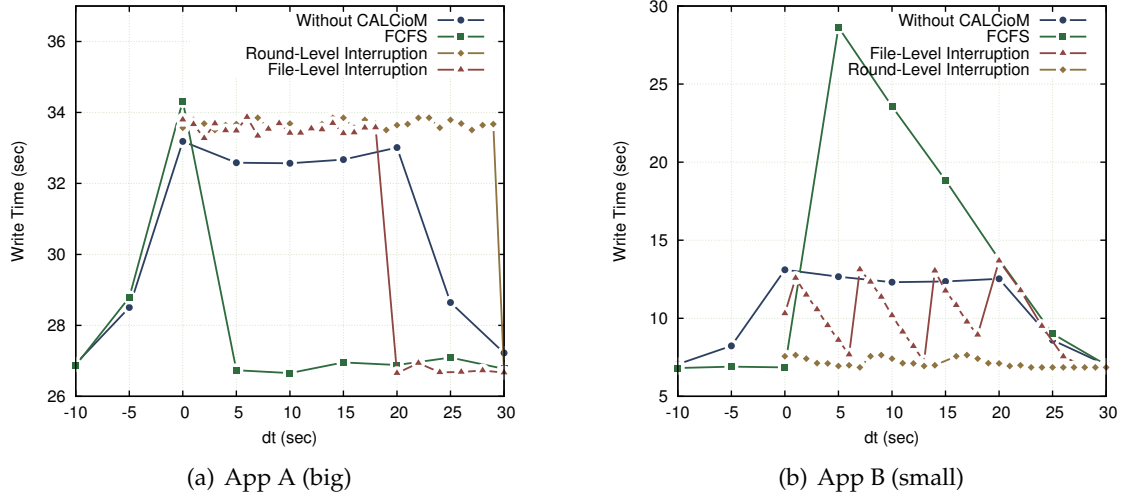 36
34
32
30
28
26
-10 -5 0 5 10 15 20 25 30
Write Time (sec)
dt (sec)
Without CALCioM
FCFS
Round-Level Interruption
File-Level Interruption
(a) App A (big)
30
25
20
15
10
5
-10 -5 0 5 10 15 20 25 30
Write Time (sec)
dt (sec)
Without CALCioM
FCFS
File-Level Interruption
Round-Level Interruption
(b) App B (small)